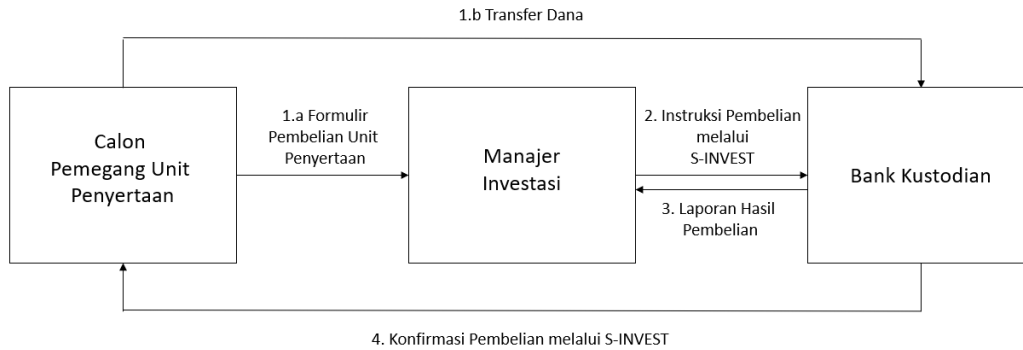 1.b Transfer Dana
Calon
Pemegang Unit
Penyertaan
1.a Formulir
Pembelian Unit
Penyertaan
Manajer
Investasi
2. Instruksi Pembelian
melalui
S-INVEST
3. Laporan Hasil
Pembelian
Bank Kustodian
4. Konfirmasi Pembelian melalui S-INVEST